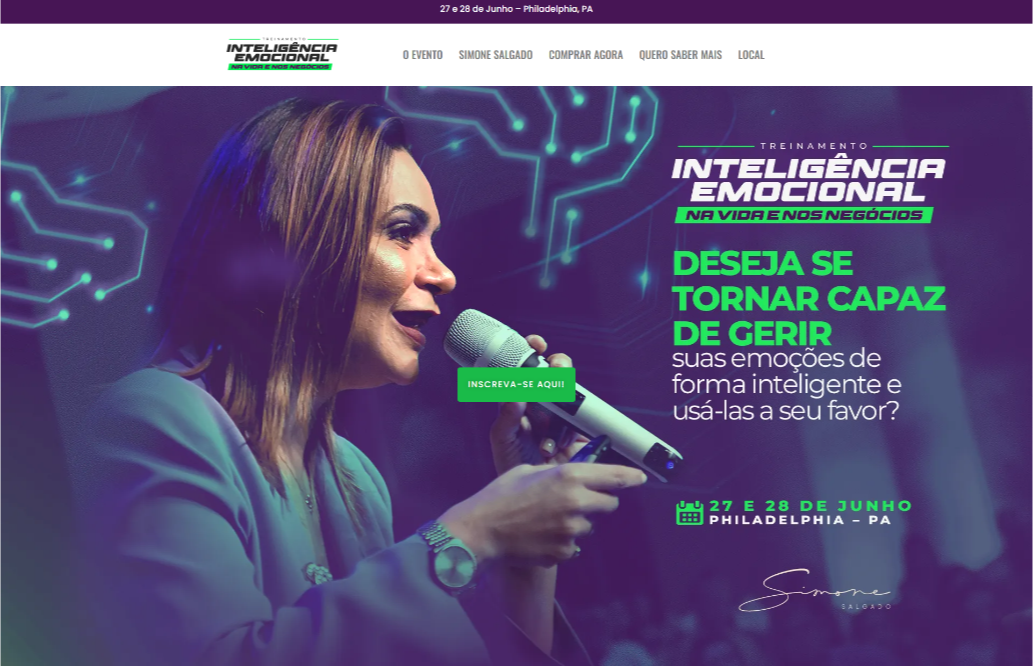 27 e 28 de Junho – Philadelphia, PA
TREINAMENTO
INTELIGÊNCIA
EMOCIONAL
NA VIDA E NOS NEGÓCIOS
O EVENTO SIMONE SALGADO COMPRAR AGORA QUERO SABER MAIS LOCAL
TREINAMENTO
INTELIGÊNCIA
EMOCIONAL
NA VIDA E NOS NEGÓCIOS
DESEJA SE
TORNAR CAPAZ
DE GERIR
suas emoções de
forma inteligente e
usá-las a seu favor?
INSCREVA-SE AQUI!
27 E 28 DE JUNHO
PHILADELPHIA – PA
Simone
SALGADO